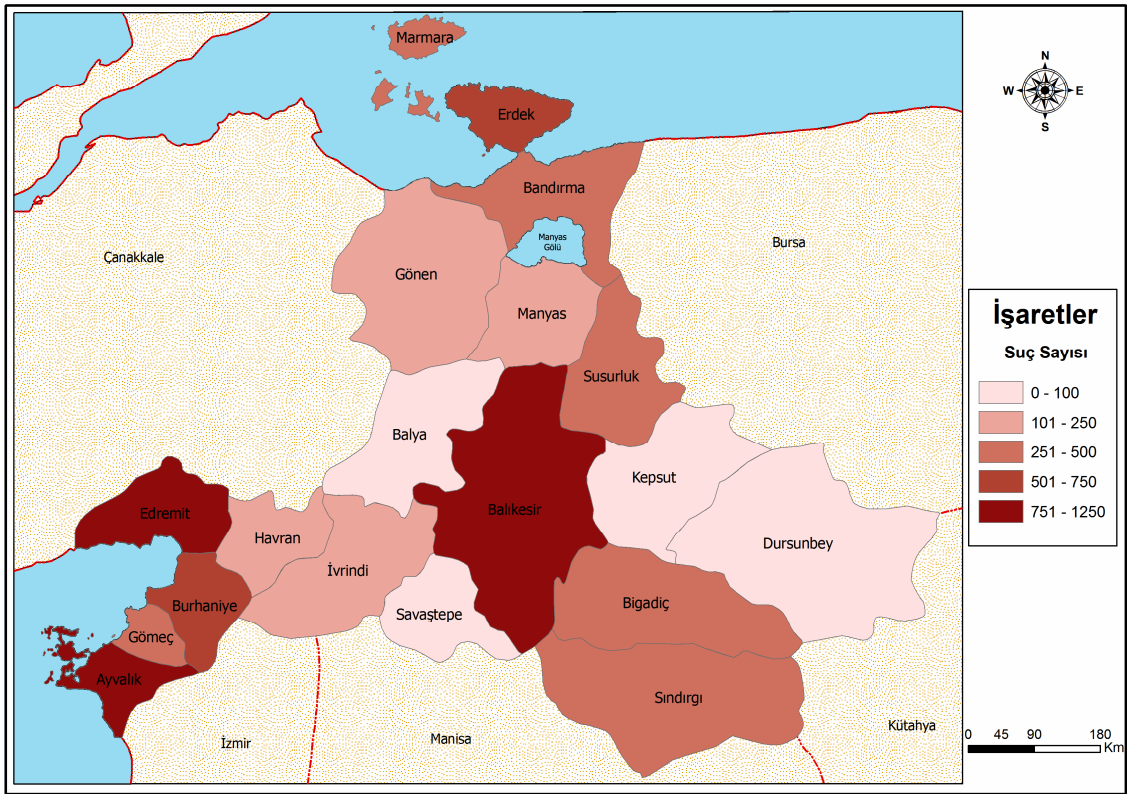 Marmara
Erdek
Bandırma
Manyas
Gölü
Bursa
Çanakkale
Gönen
Manyas
Susurluk
Balya
Kepsut
Edremit
Balıkesir
Havran
Dursunbey
İvrindi
Burhaniye
Savaştepe
Bigadiç
Gömeç
Ayvalık
Sındırgı
Kütahya
İzmir
Manisa
N
W E
S
İşaretler
Suç Sayısı
0 - 100
101 - 250
251 - 500
501 - 750
751 - 1250
0 45 90 180
Km